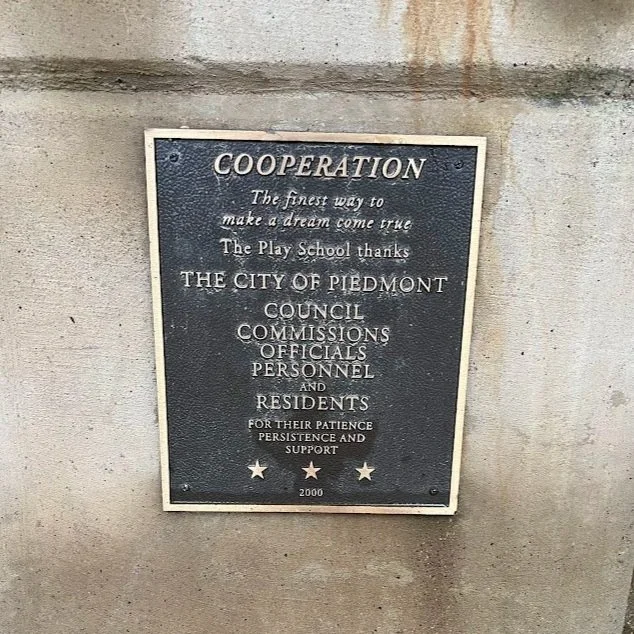 COOPERATION
The finest way to
make a dream come true
The Play School thanks
THE CITY OF PIEDMONT
COUNCIL
COMMISSIONS
OFFICIALS
PERSONNEL
AND
RESIDENTS
FOR THEIR PATIENCE
PERSISTENCE AND
SUPPORT
2000